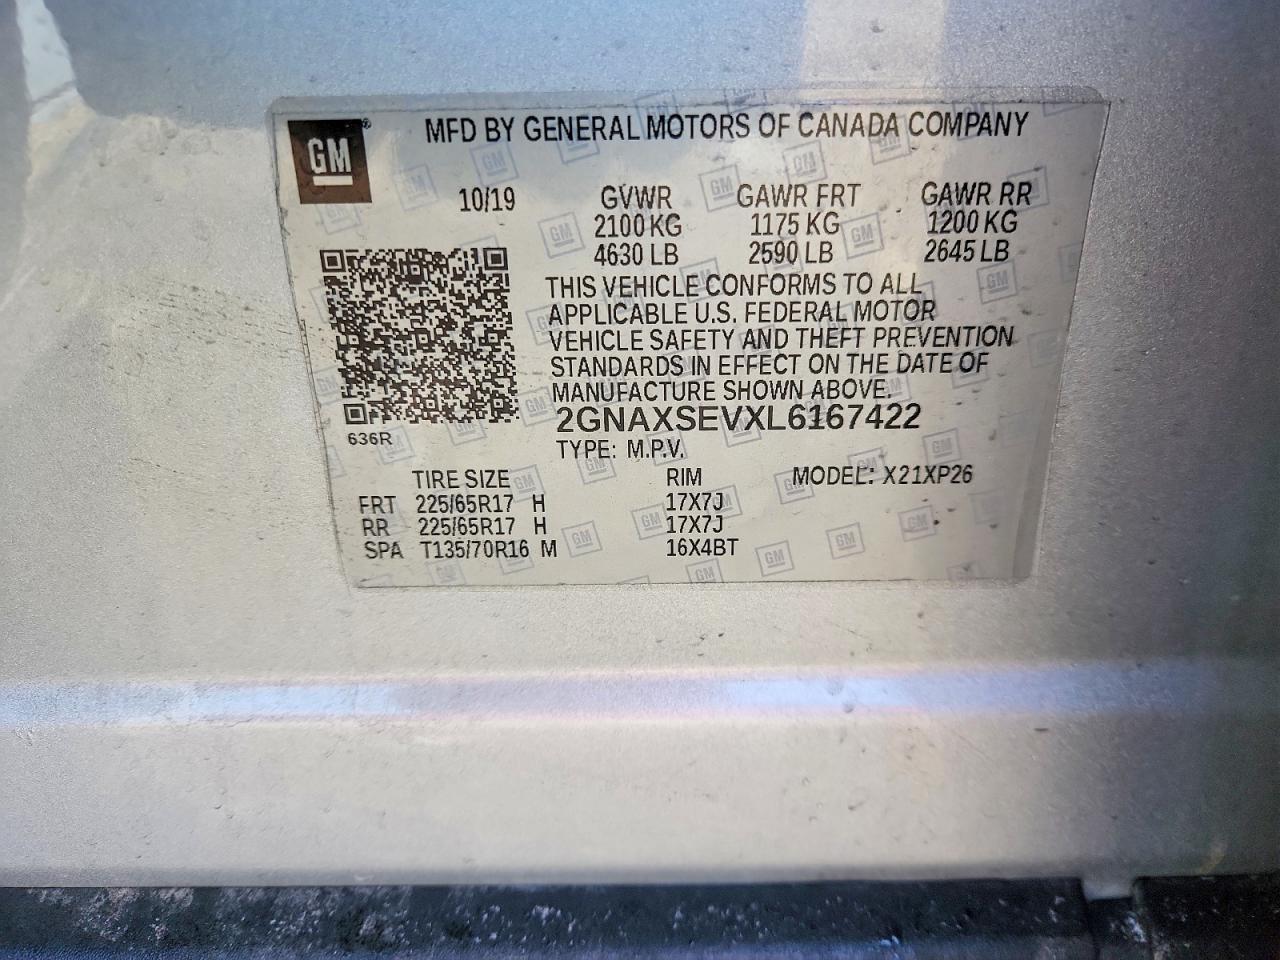 GM
MFD BY GENERAL MOTORS OF CANADA COMPANY
10/19 GVWR GAWR FRT GAWR RR
2100 KG 1175 KG 1200 KG
4630 LB 2590 LB 2645 LB
THIS VEHICLE CONFORMS TO ALL
APPLICABLE U.S. FEDERAL MOTOR
VEHICLE SAFETY AND THEFT PREVENTION
STANDARDS IN EFFECT ON THE DATE OF
MANUFACTURE SHOWN ABOVE.
2GNAXSEVXL6167422
636R
TYPE: M.P.V.
TIRE SIZE RIM MODEL: X21XP26
FRT 225/65R17 H 17X7J
RR 225/65R17 H 17X7J
SPA T135/70R16 M 16X4BT